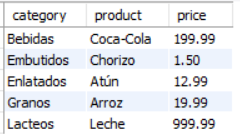 category product price
Bebidas Coca-Cola 199.99
Embutidos Chorizo 1.50
Enlatados Atún 12.99
Granos Arroz 19.99
Lacteos Leche 999,99